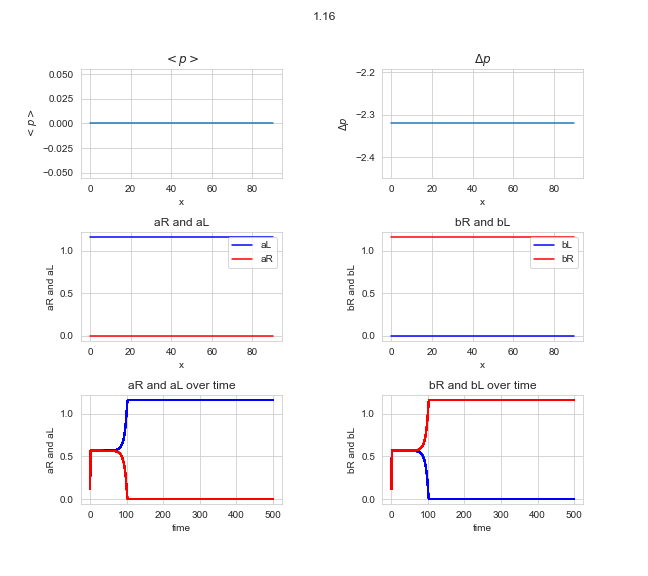 1.16
< p >
Δp
0.050
0.025
0.000
−0.025
−0.050
< p >
0 20 40 60 80
x
−2.2
−2.3
−2.4
Δp
0 20 40 60 80
x
aR and aL
bR and bL
1.0
0.5
0.0
aR and aL
aL
aR
0 20 40 60 80
x
1.0
0.5
0.0
bR and bL
bL
bR
0 20 40 60 80
x
aR and aL over time
bR and bL over time
1.0
0.5
0.0
aR and aL
0 100 200 300 400 500
time
1.0
0.5
0.0
bR and bL
0 100 200 300 400 500
time